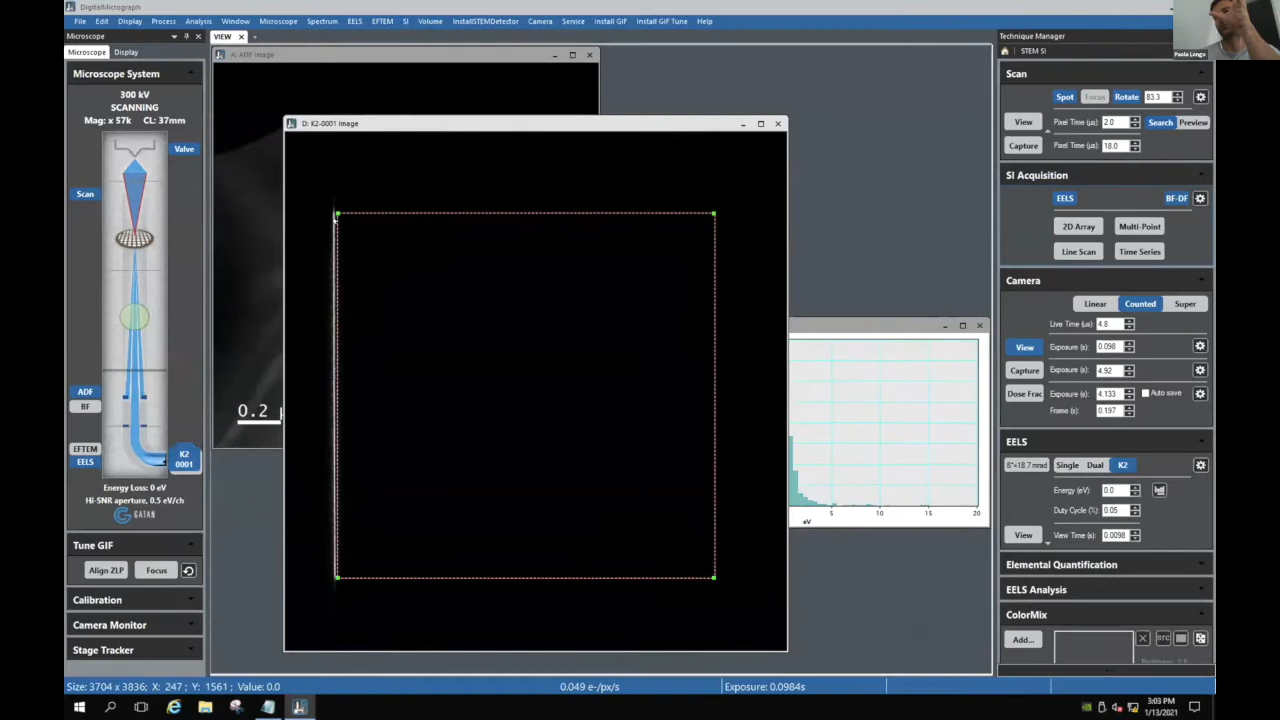 DigitalMicrograph
File Edit Display Process Analysis Window Microscope Spectrum EELS EFTEM SI Volume InstallSTEMDetector Camera Service install GIF Install GIF Tune Help
Microscope
VIEW
Technique Manager
Paolo Longo
Microscope Display
STEM SI
A: ADF Image
Microscope System
300 kV
SCANNING
Mag: x 57k CL: 37mm
Valve
Scan
ADF
BF
EFTEM
EELS
K2
0001
Energy Loss: 0 eV
Hi-SNR aperture, 0.5 eV/ch
GATAN
Tune GIF
Align ZLP Focus
Calibration
Camera Monitor
Stage Tracker
D: K2-0001 Image
0.2
5 10 15 20
eV
Scan
Spot Focus Rotate 83.3
View Pixel Time (µs): 2.0 Search Preview
Capture Pixel Time (µs): 18.0
SI Acquisition
EELS BF-DF
2D Array Multi-Point
Line Scan Time Series
Camera
Linear Counted Super
Live Time (µs): 4.8
View Exposure (s): 0.098
Capture Exposure (s): 4.92
Dose Frac Exposure (s): 4.133 Auto save
Frame (s): 0.197
EELS
6"=18.7 mrad Single Dual K2
Energy (eV): 0.0
Duty Cycle (%): 0.05
View View Time (s): 0.0098
Elemental Quantification
EELS Analysis
ColorMix
Add... SRC
Size: 3704 x 3836; X: 247 ; Y: 1561 ; Value: 0.0 0.049 e-/px/s Exposure: 0.0984s
3:03 PM
1/13/2021